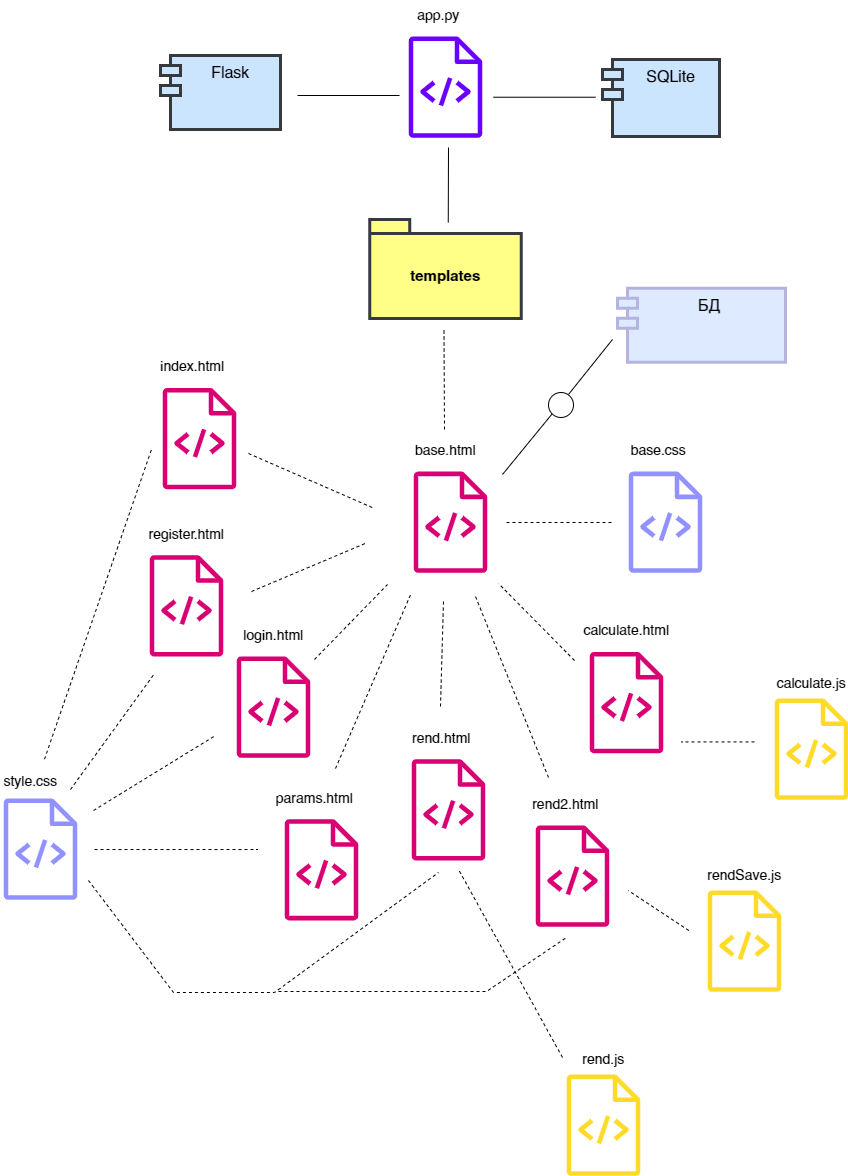 app.py
Flask
</>
SQLite
templates
БД
index.html
</>
base.html
</>
base.css
</>
register.html
</>
login.html
</>
calculate.html
</>
calculate.js
</>
rend.html
</>
style.css
</>
params.html
</>
rend2.html
</>
rendSave.js
</>
rend.js
</>